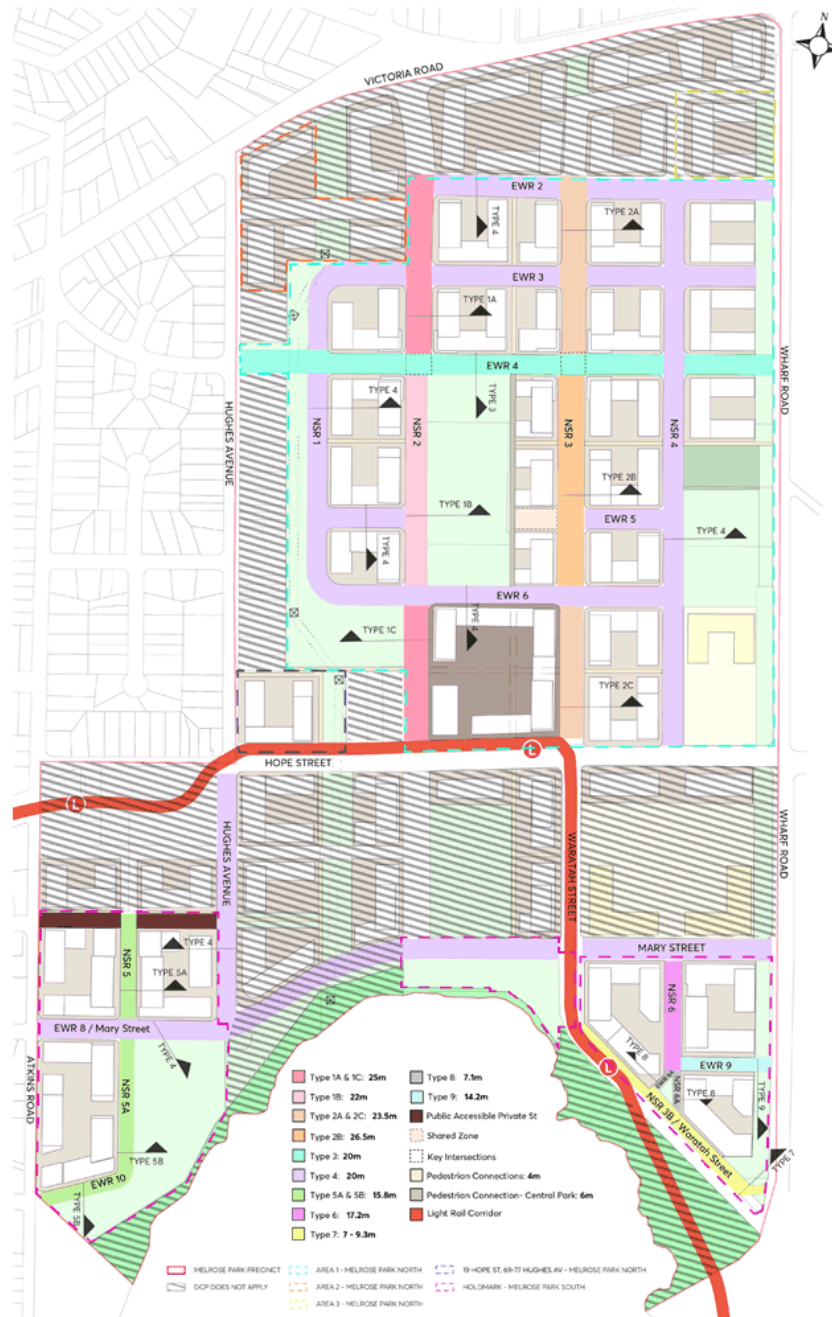 N
VICTORIA ROAD
EWR 2
TYPE 4
TYPE 2A
EWR 3
TYPE 1A
EWR 4
WHARF ROAD
HUGHES AVENUE
TYPE 4
TYPE 3
NSR 1
NSR 2
NSR 3
NSR 4
TYPE 2B
TYPE 1B
EWR 5
TYPE 4
TYPE 4
EWR 6
TYPE 1C
TYPE 4
TYPE 2C
L
HOPE STREET
L
HUGHES AVENUE
WARATAH STREET
WHARF ROAD
NSR 5
TYPE 4
TYPE 5A
MARY STREET
NSR 6
EWR 8 / Mary Street
TYPE 4
ATKINS ROAD
NSR 5A
TYPE 5B
EWR 10
TYPE 5B
TYPE 8
L
EWR 9
EWR 9A
NSR 6A
TYPE 8
TYPE 9
NSR 3B / Waratah Street
TYPE 7
Type 1A & 1C: 25m
Type 1B: 22m
Type 2A & 2C: 23.5m
Type 2B: 26.5m
Type 3: 20m
Type 4: 20m
Type 5A & 5B: 15.8m
Type 6: 17.2m
Type 7: 7 - 9.3m
Type 8: 7.1m
Type 9: 14.2m
Public Accessible Private St
Shared Zone
Key Intersections
Pedestrian Connections: 4m
Pedestrian Connection- Central Park: 6m
Light Rail Corridor
MELROSE PARK PRECINCT
DCP DOES NOT APPLY
AREA 1 - MELROSE PARK NORTH
AREA 2 - MELROSE PARK NORTH
AREA 3 - MELROSE PARK NORTH
19 HOPE ST, 69-77 HUGHES AV - MELROSE PARK NORTH
HOLDMARK - MELROSE PARK SOUTH